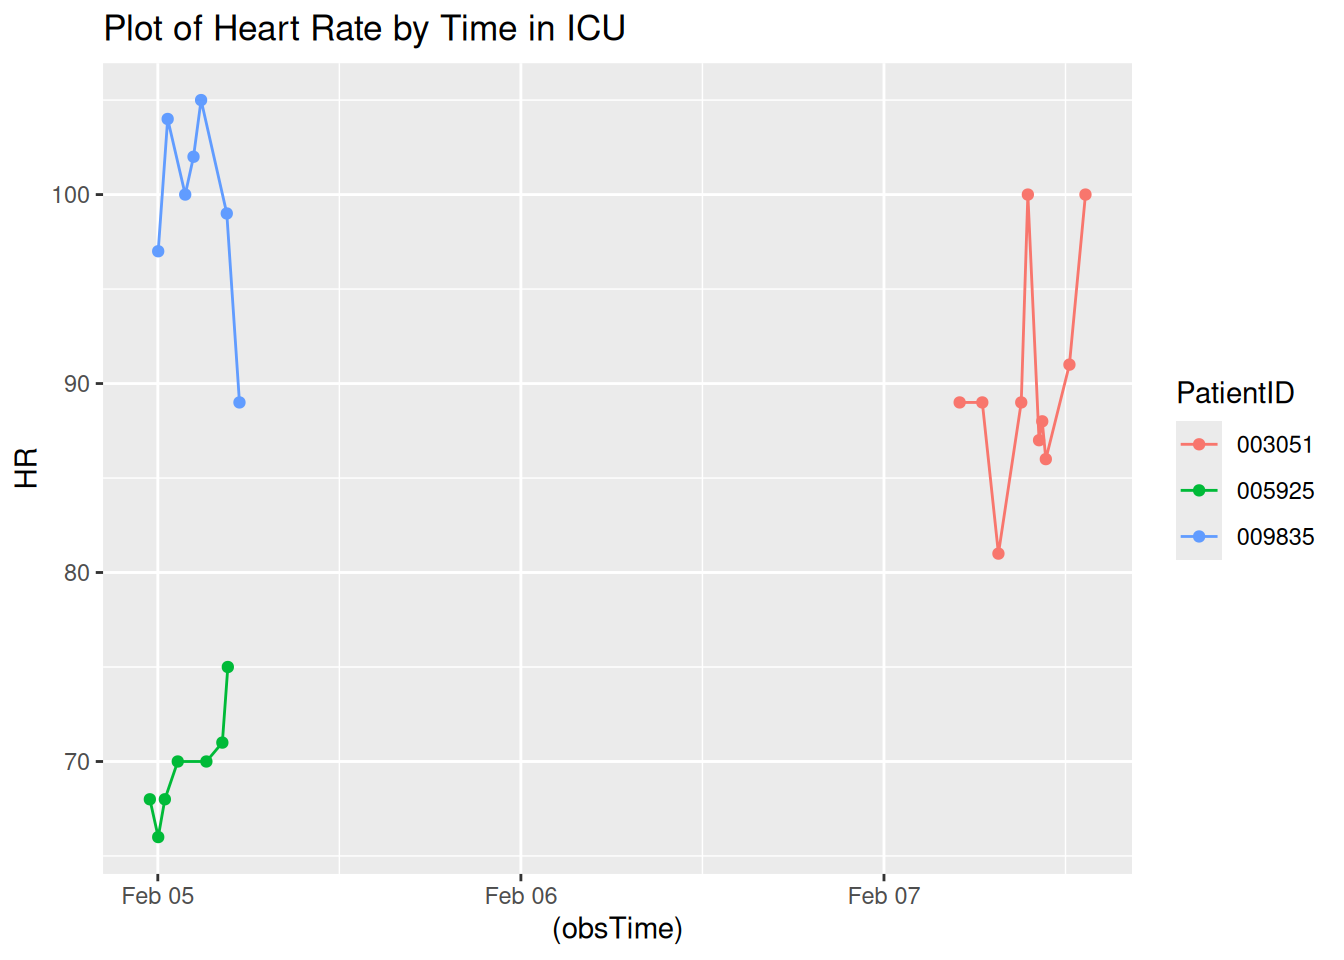 Plot of Heart Rate by Time in ICU
HR
100
90
80
70
Feb 05
Feb 06
Feb 07
(obsTime)
PatientID
003051
005925
009835